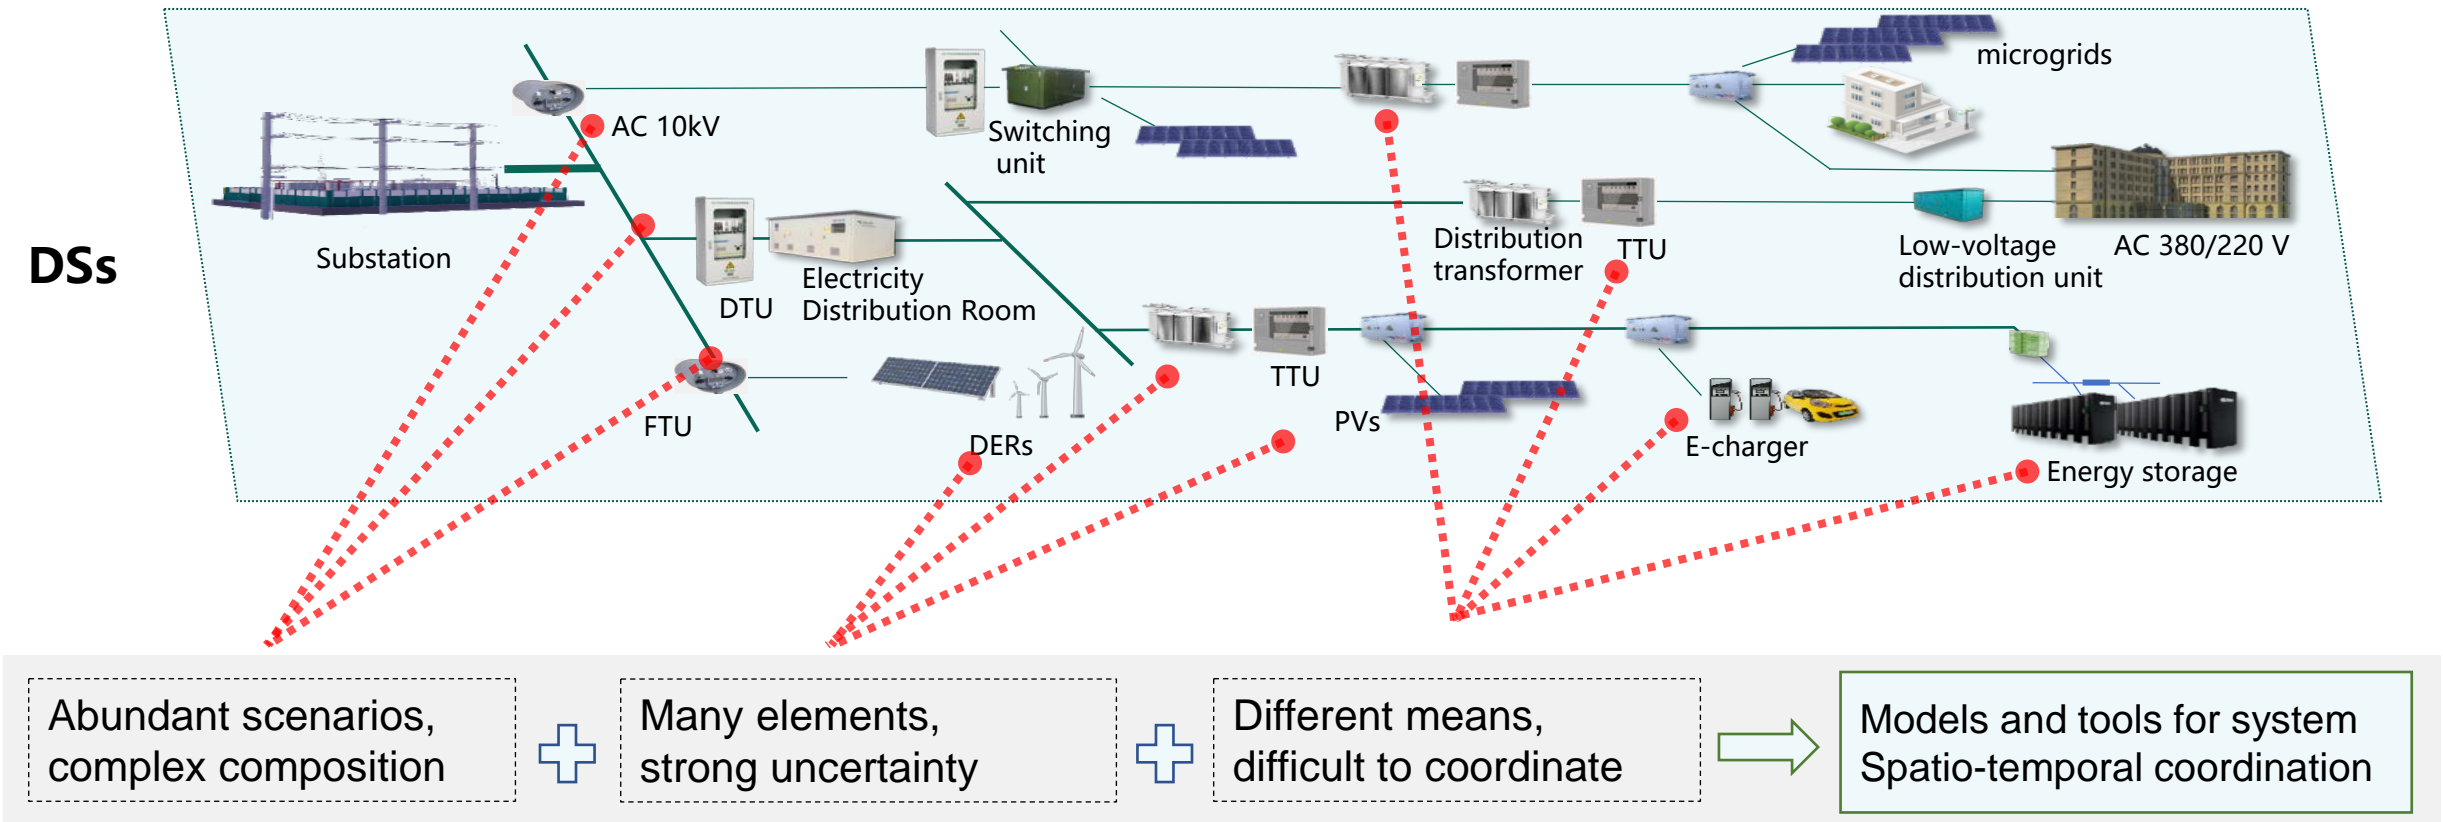 microgrids
AC 10kV
Switching
unit
DSs
Substation
Distribution
transformer
TTU
Low-voltage
distribution unit
AC 380/220 V
DTU
Electricity
Distribution Room
TTU
FTU
DERs
PVs
E-charger
Energy storage
Abundant scenarios,
complex composition
Many elements,
strong uncertainty
Different means,
difficult to coordinate
Models and tools for system
Spatio-temporal coordination